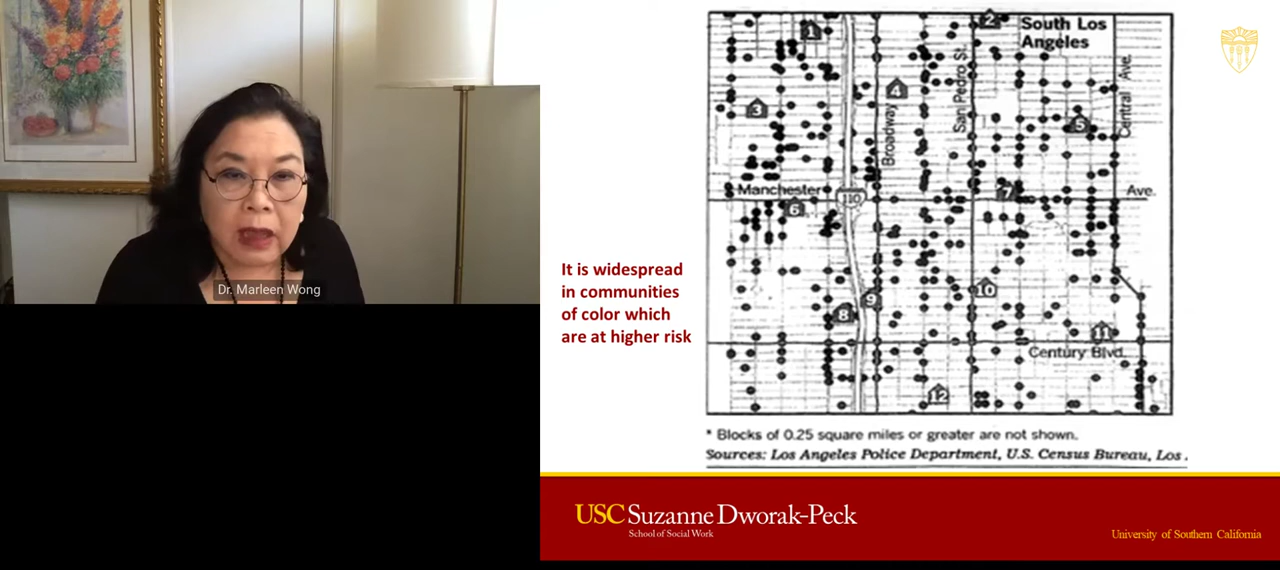 Dr. Marleen Wong
It is widespread
in communities
of color which
are at higher risk
1
2
South Los
Angeles
3
4
5
Broadway
San Pedro St.
Central Ave.
Manchester
Ave.
110
6
7
8
9
10
11
Century Blvd.
12
* Blocks of 0.25 square miles or greater are not shown.
Sources: Los Angeles Police Department, U.S. Census Bureau, Los .
USC Suzanne Dworak-Peck
School of Social Work
University of Southern California